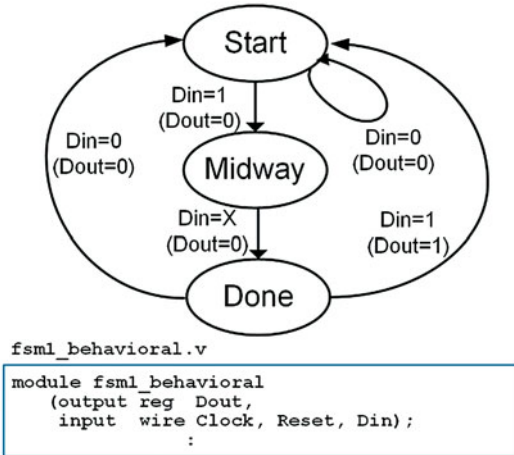 Start
Din=1
(Dout=0)
Din=0
(Dout=0)
Din=0
(Dout=0)
Midway
Din=X
(Dout=0)
Din=1
(Dout=1)
Done
fsm1_behavioral.v
module fsm1_behavioral
(output reg Dout,
input wire Clock, Reset, Din);
: